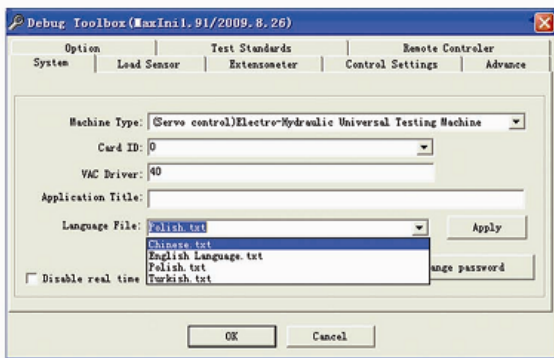 Debug Toolbox(MaxIni1.91/2009.8.26)
Option Test Standards Remote Controler
System Load Sensor Extensometer Control Settings Advance
Machine Type: (Servo control)Electro-Hydraulic Universal Testing Machine
Card ID: 0
VAC Driver: 40
Application Title:
Language File: Polish.txt Apply
Chinese.txt
English Language.txt
Polish.txt ange password
Disable real time Turkish.txt
OK Cancel